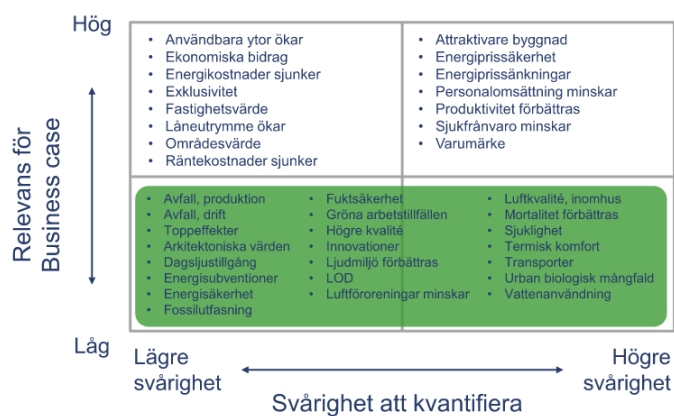 Hög
• Användbara ytor ökar
• Ekonomiska bidrag
• Energikostnader sjunker
• Exklusivitet
• Fastighetsvärde
• Låneutrymme ökar
• Områdesvärde
• Räntekostnader sjunker
• Attraktivare byggnad
• Energiprissäkerhet
• Energiprissänkningar
• Personalomsättning minskar
• Produktivitet förbättras
• Sjukfrånvaro minskar
• Varumärke
Relevans för
Business case
• Avfall, produktion
• Avfall, drift
• Toppeffekter
• Arkitektoniska värden
• Dagsljustillgång
• Energisubventioner
• Energisäkerhet
• Fossilutfasning
• Fuktsäkerhet
• Gröna arbetstillfällen
• Högre kvalité
• Innovationer
• Ljudmiljö förbättras
• LOD
• Luftföroreningar minskar
• Luftkvalité, inomhus
• Mortalitet förbättras
• Sjuklighet
• Termisk komfort
• Transporter
• Urban biologisk mångfald
• Vattenanvändning
Låg
Lägre
svårighet
Högre
svårighet
Svårighet att kvantifiera